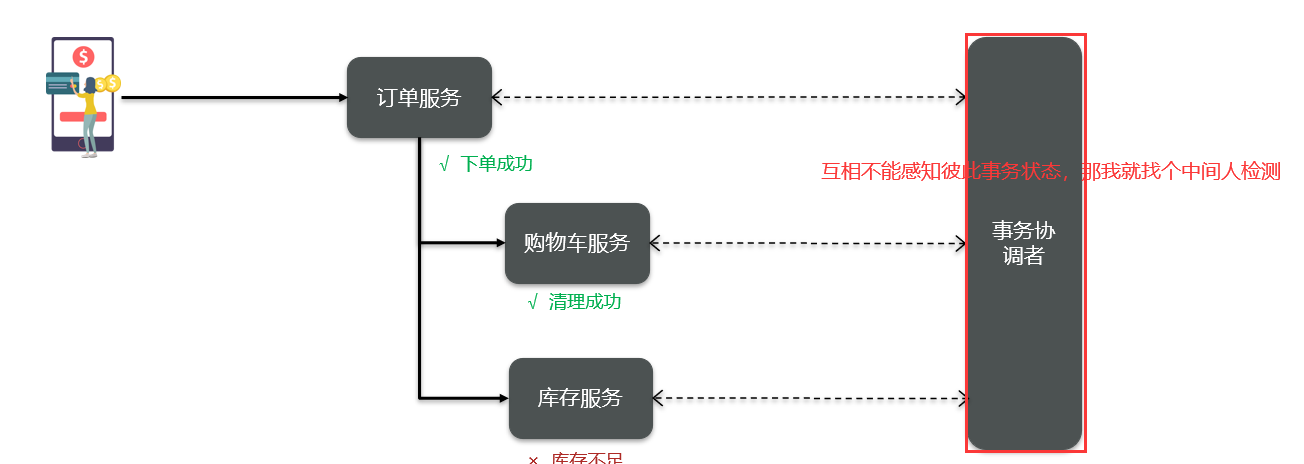 订单服务
√ 下单成功
互相不能感知彼此事务状态，那我就找个中间人检测
购物车服务
事务协
调者
√ 清理成功
库存服务
× 库存不足